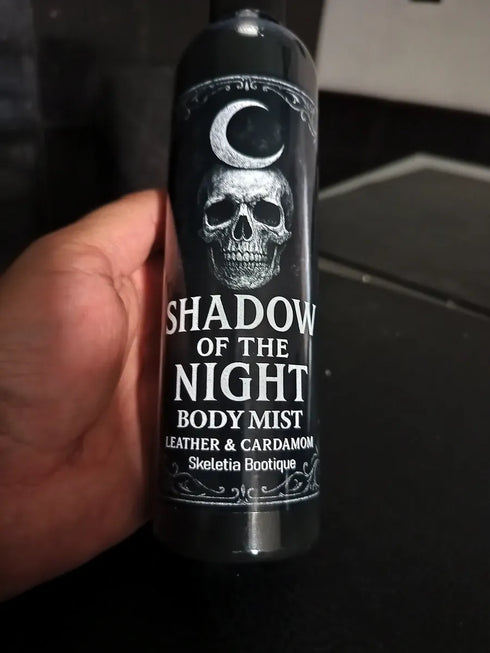 SHADOW
OF THE
NIGHT
BODY MIST
LEATHER & CARDAMOM
Skeletia Bootique